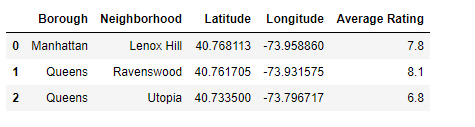 Borough Neighborhood Latitude Longitude Average Rating
0 Manhattan Lenox Hill 40.768113 -73.958860 7.8
1 Queens Ravenswood 40.761705 -73.931575 8.1
2 Queens Utopia 40.733500 -73.796717 6.8